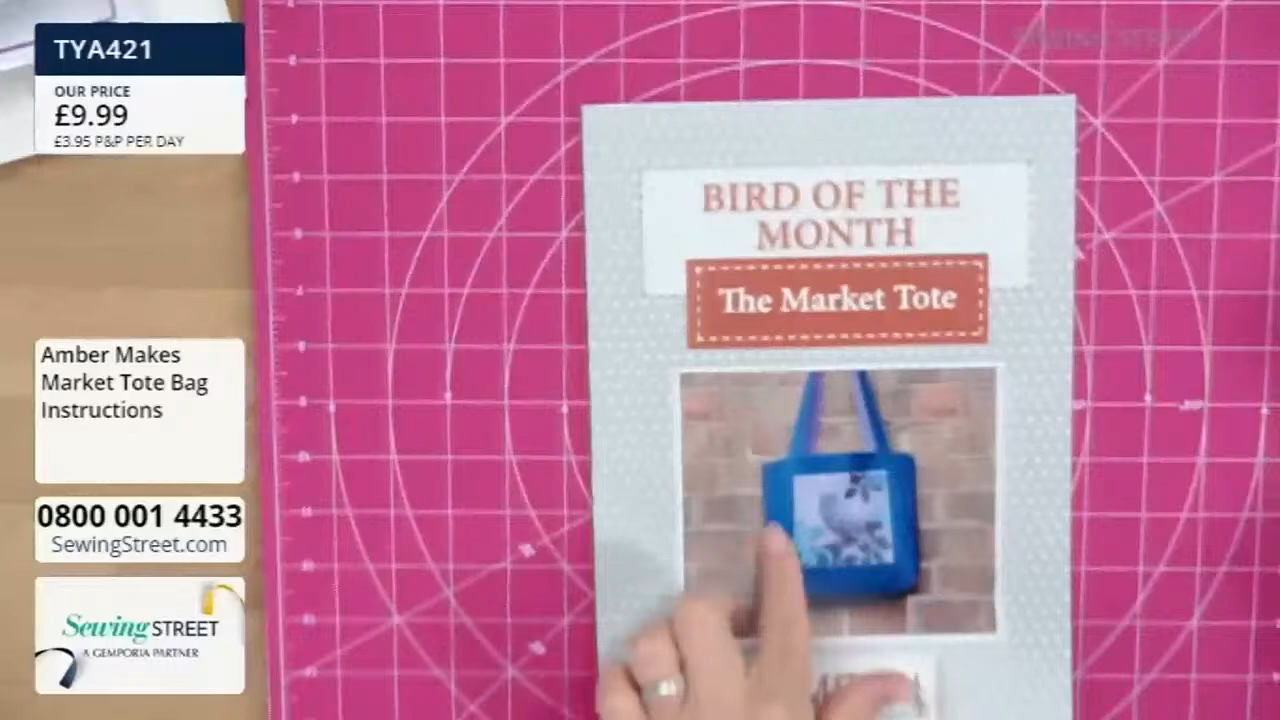 TYA421
OUR PRICE
£9.99
£3.95 P&P PER DAY
Amber Makes
Market Tote Bag
Instructions
0800 001 4433
SewingStreet.com
Sewing STREET
A GEMPORIA PARTNER
BIRD OF THE
MONTH
The Market Tote